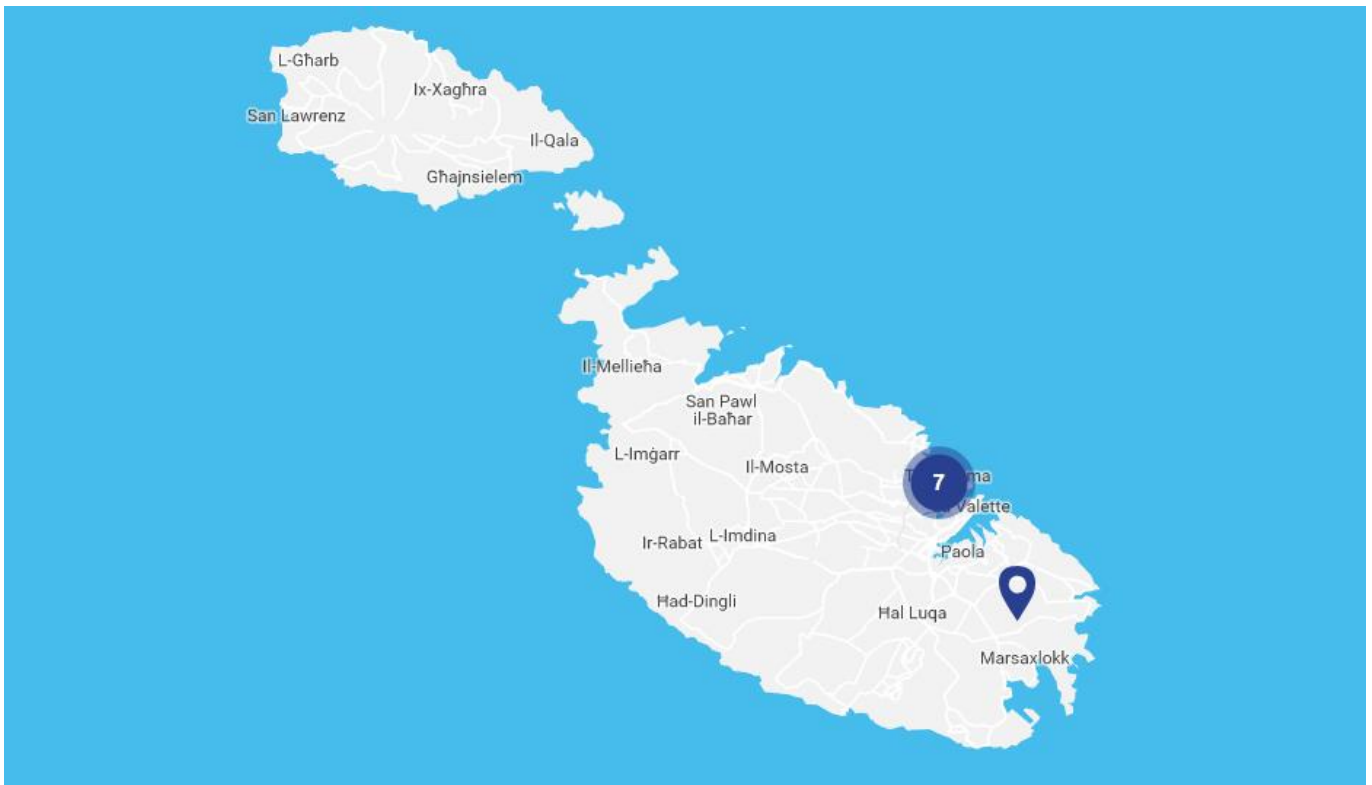 L-Għarb
Ix-Xagħra
San Lawrenz
Il-Qala
Għajnsielem
Il-Mellieħa
San Pawl
il-Baħar
L-Imġarr
Il-Mosta
7
Valette
Ir-Rabat
L-Imdina
Paola
Ħad-Dingli
Ħal Luqa
Marsaxlokk